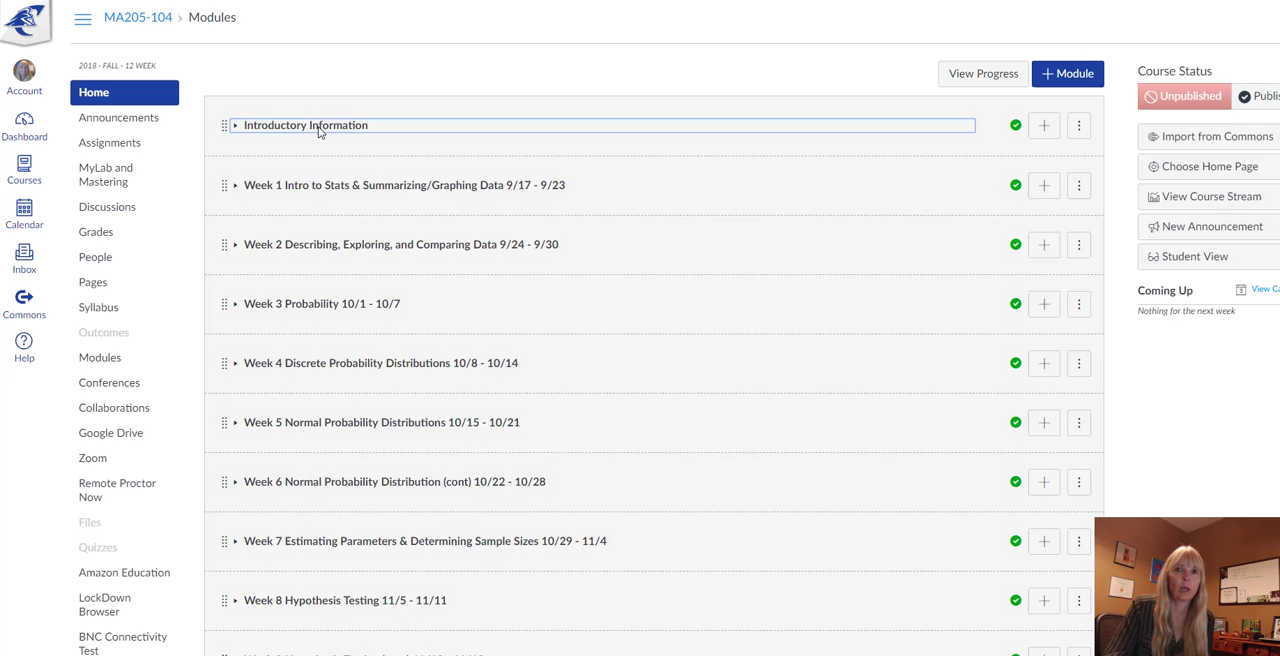 MA205-104 › Modules
Account
Dashboard
Courses
Calendar
Inbox
Commons
Help
2018 - FALL - 12 WEEK
Home
Announcements
Assignments
MyLab and
Mastering
Discussions
Grades
People
Pages
Syllabus
Outcomes
Modules
Conferences
Collaborations
Google Drive
Zoom
Remote Proctor
Now
Files
Quizzes
Amazon Education
LockDown
Browser
BNC Connectivity
Test
View Progress
+ Module
Introductory Information
Week 1 Intro to Stats & Summarizing/Graphing Data 9/17 - 9/23
Week 2 Describing, Exploring, and Comparing Data 9/24 - 9/30
Week 3 Probability 10/1 - 10/7
Week 4 Discrete Probability Distributions 10/8 - 10/14
Week 5 Normal Probability Distributions 10/15 - 10/21
Week 6 Normal Probability Distribution (cont) 10/22 - 10/28
Week 7 Estimating Parameters & Determining Sample Sizes 10/29 - 11/4
Week 8 Hypothesis Testing 11/5 - 11/11
Course Status
Unpublished Publi
Import from Commons
Choose Home Page
View Course Stream
New Announcement
Student View
Coming Up View Ca
Nothing for the next week